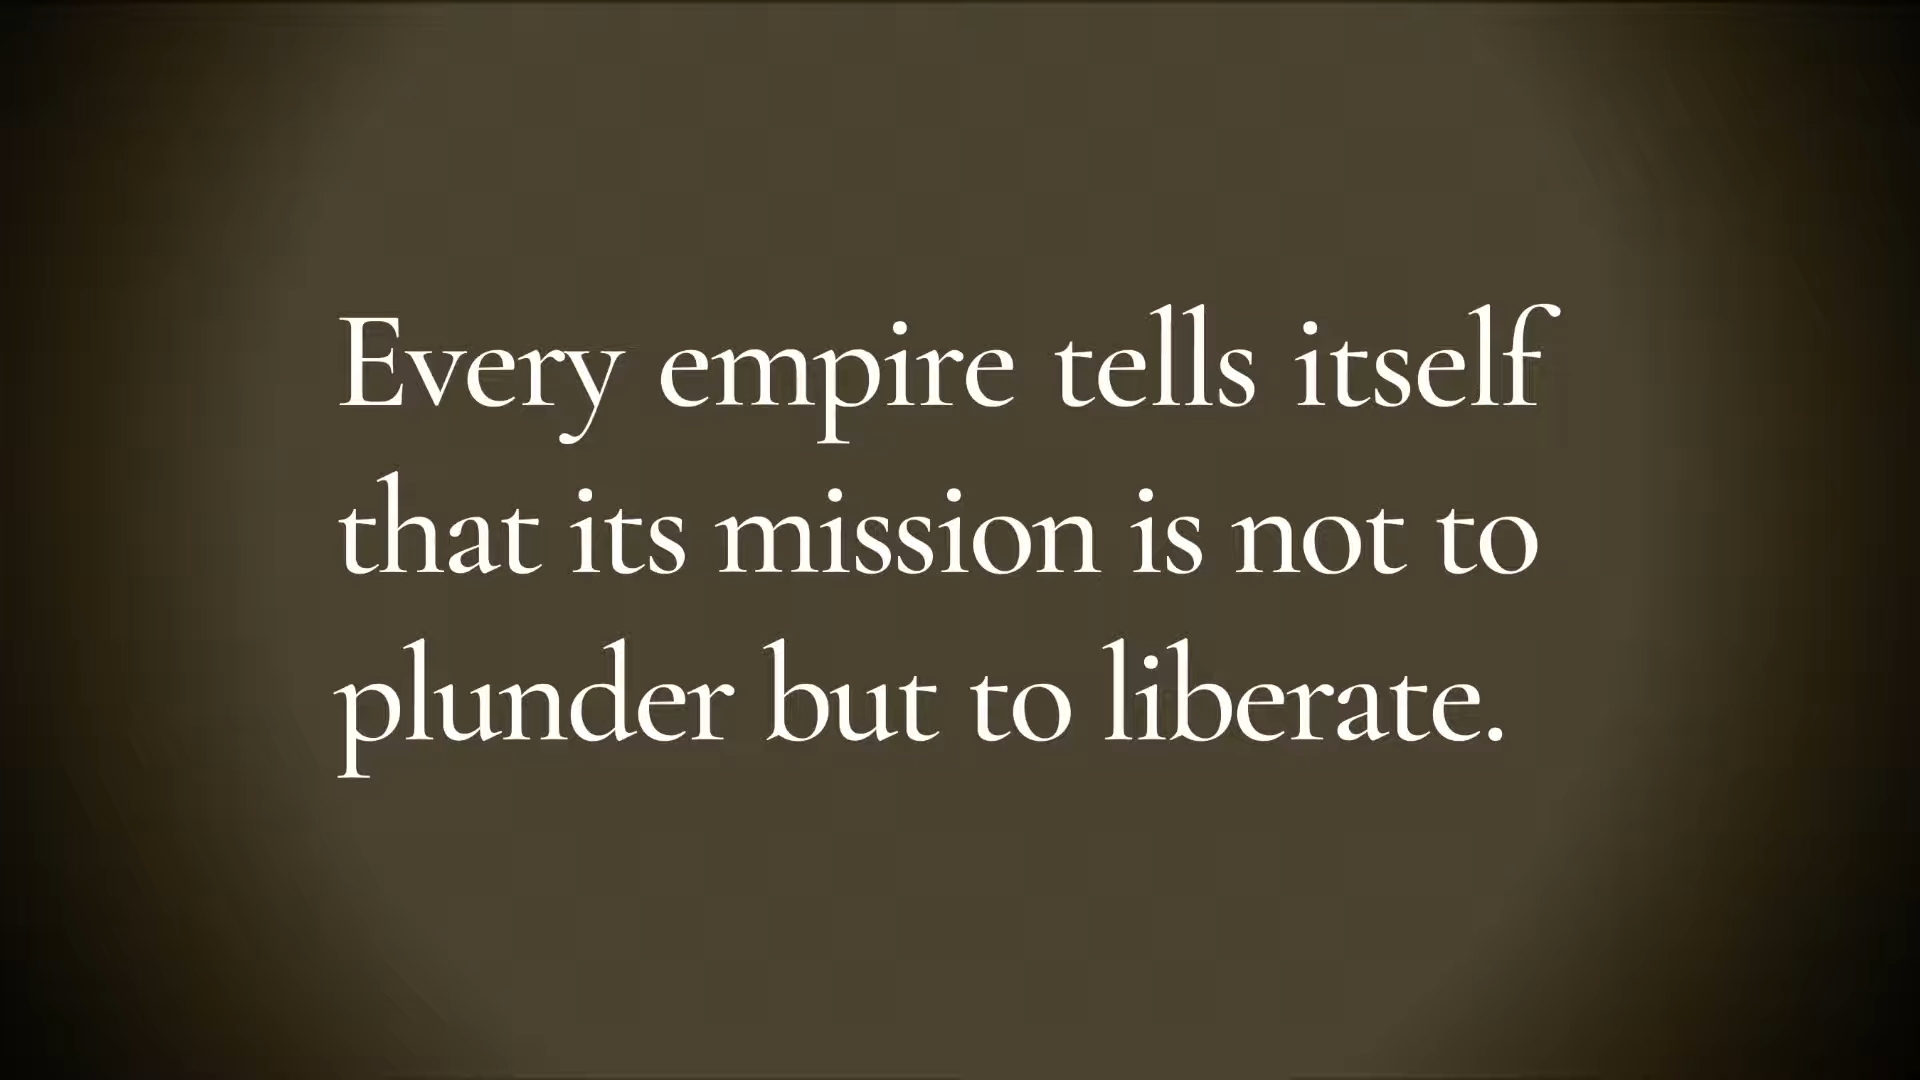 Every empire tells itself
that its mission is not to
plunder but to liberate.